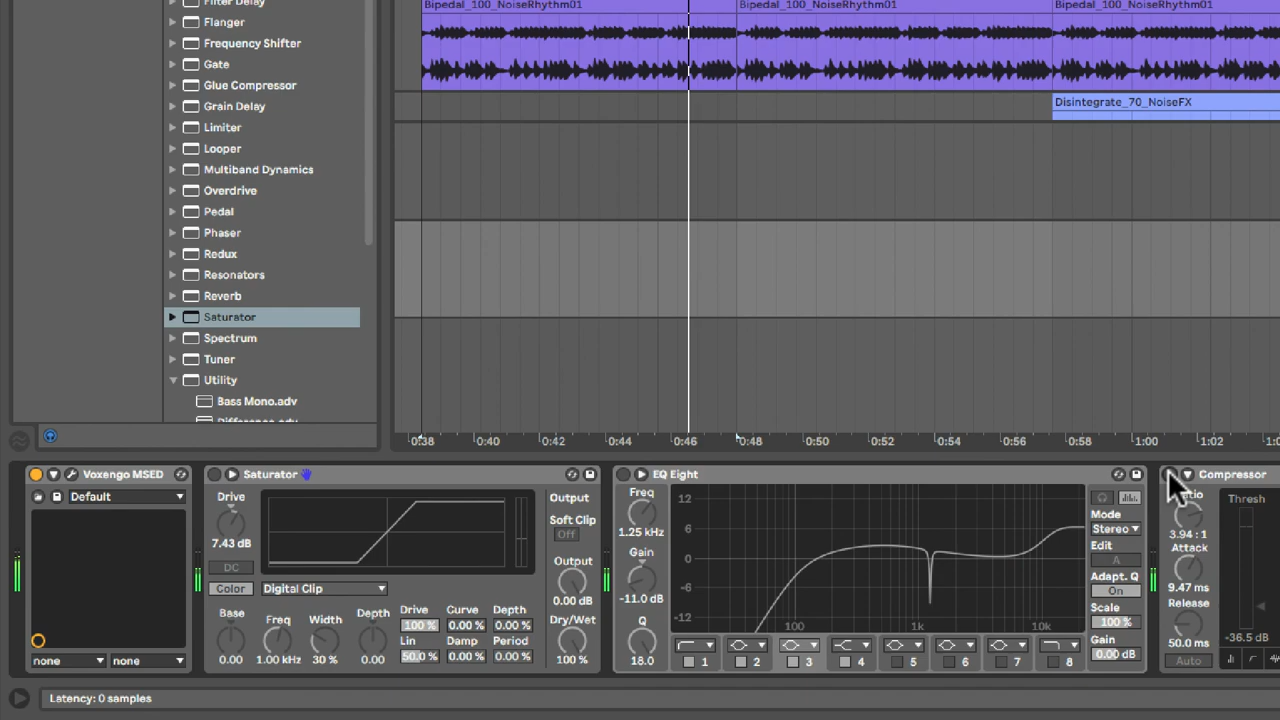 Filter Delay
Flanger
Frequency Shifter
Gate
Glue Compressor
Grain Delay
Limiter
Looper
Multiband Dynamics
Overdrive
Pedal
Phaser
Redux
Resonators
Reverb
Saturator
Spectrum
Tuner
Utility
Bass Mono.adv
Difference.adv
Bipedal_100_NoiseRhythm01
Bipedal_100_NoiseRhythm01
Bipedal_100_NoiseRhythm01
Disintegrate_70_NoiseFX
0:38
0:40
0:42
0:44
0:46
0:48
0:50
0:52
0:54
0:56
0:58
1:00
1:02
Voxengo MSED
Default
none
none
Saturator
Drive
7.43 dB
DC
Color
Digital Clip
Base
0.00
Freq
1.00 kHz
Width
30 %
Depth
0.00
Drive
100 %
Curve
0.00 %
Depth
0.00 %
Lin
50.0 %
Damp
0.00 %
Period
0.00 %
Output
Soft Clip
Off
Output
0.00 dB
Dry/Wet
100 %
EQ Eight
Freq
1.25 kHz
Gain
-11.0 dB
Q
18.0
12
6
0
-6
-12
100
1k
10k
1
2
3
4
5
6
7
8
Mode
Stereo
Edit
A
Adapt. Q
On
Scale
100 %
Gain
0.00 dB
Compressor
3.94 : 1
Attack
9.47 ms
Release
50.0 ms
Auto
Thresh
-36.5 dB
Latency: 0 samples